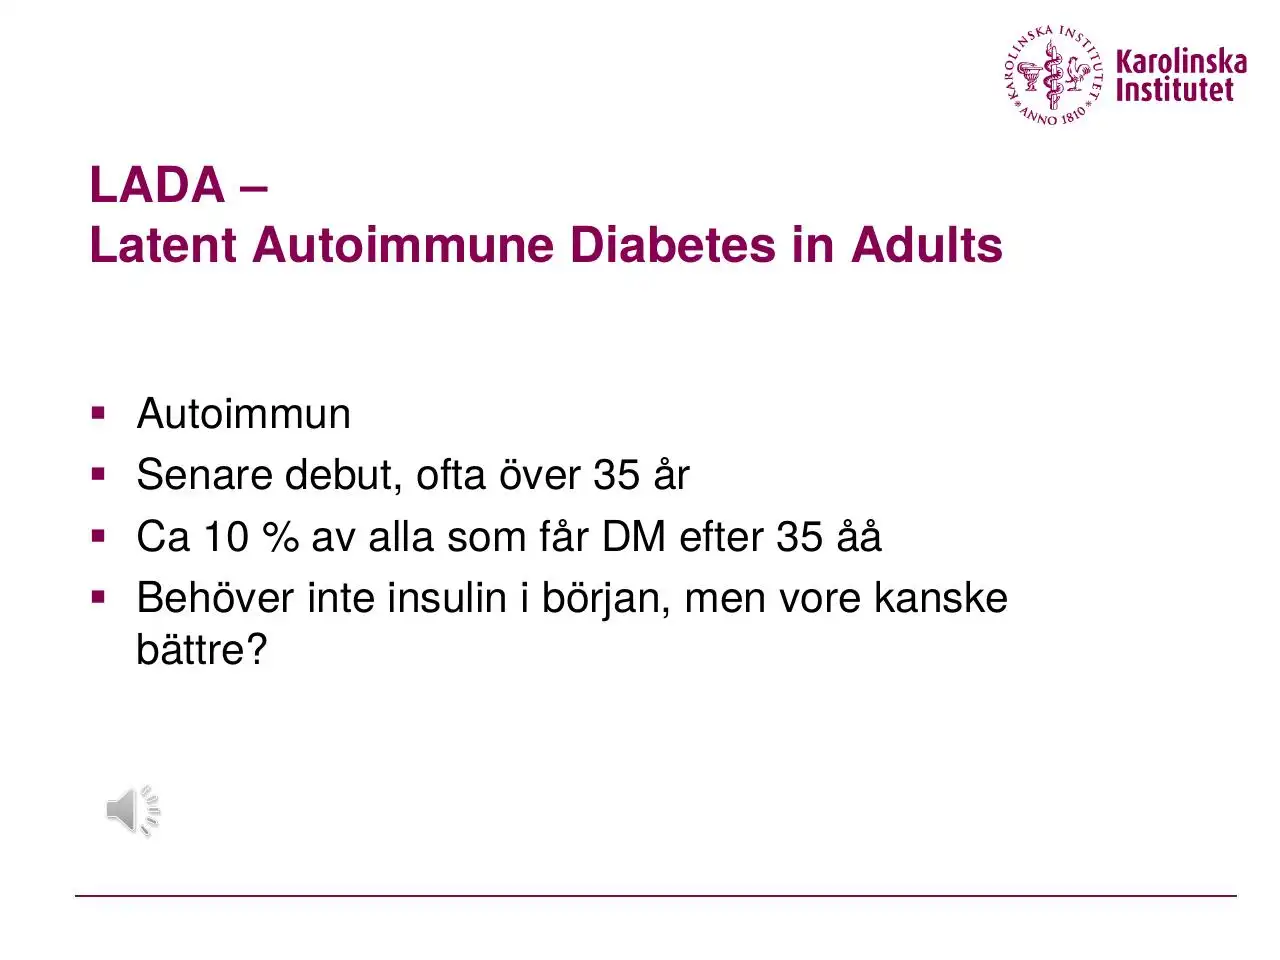 KAROLINSKA INSTITUTET
ANNO 1810
Karolinska
Institutet
LADA –
Latent Autoimmune Diabetes in Adults
Autoimmun
Senare debut, ofta över 35 år
Ca 10 % av alla som får DM efter 35 åå
Behöver inte insulin i början, men vore kanske
bättre?